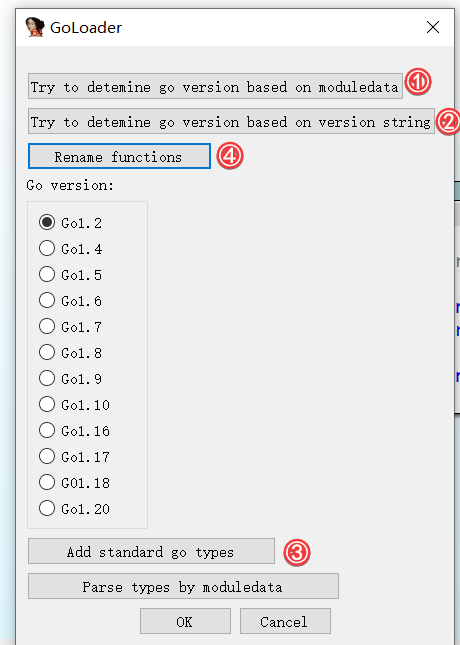 GoLoader
Try to detemine go version based on moduledata ①
Try to detemine go version based on version string ②
Rename functions ④
Go version:
Go1.2
Go1.4
Go1.5
Go1.6
Go1.7
Go1.8
Go1.9
Go1.10
Go1.16
Go1.17
G01.18
Go1.20
Add standard go types ③
Parse types by moduledata
OK Cancel